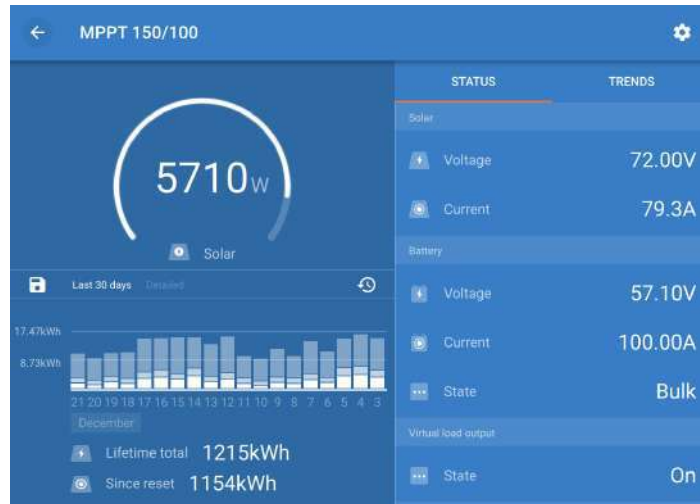 MPPT 150/100
STATUS TRENDS
5710W
Solar
Last 30 days Detailed
17.47kWh
8.73kWh
21 20 19 18 17 16 15 14 13 12 11 10 9 8 7 6 5 4 3
December
Lifetime total 1215kWh
Since reset 1154kWh
Solar
Voltage 72.00V
Current 79.3A
Battery
Voltage 57.10V
Current 100.00A
State Bulk
Virtual load output
State On